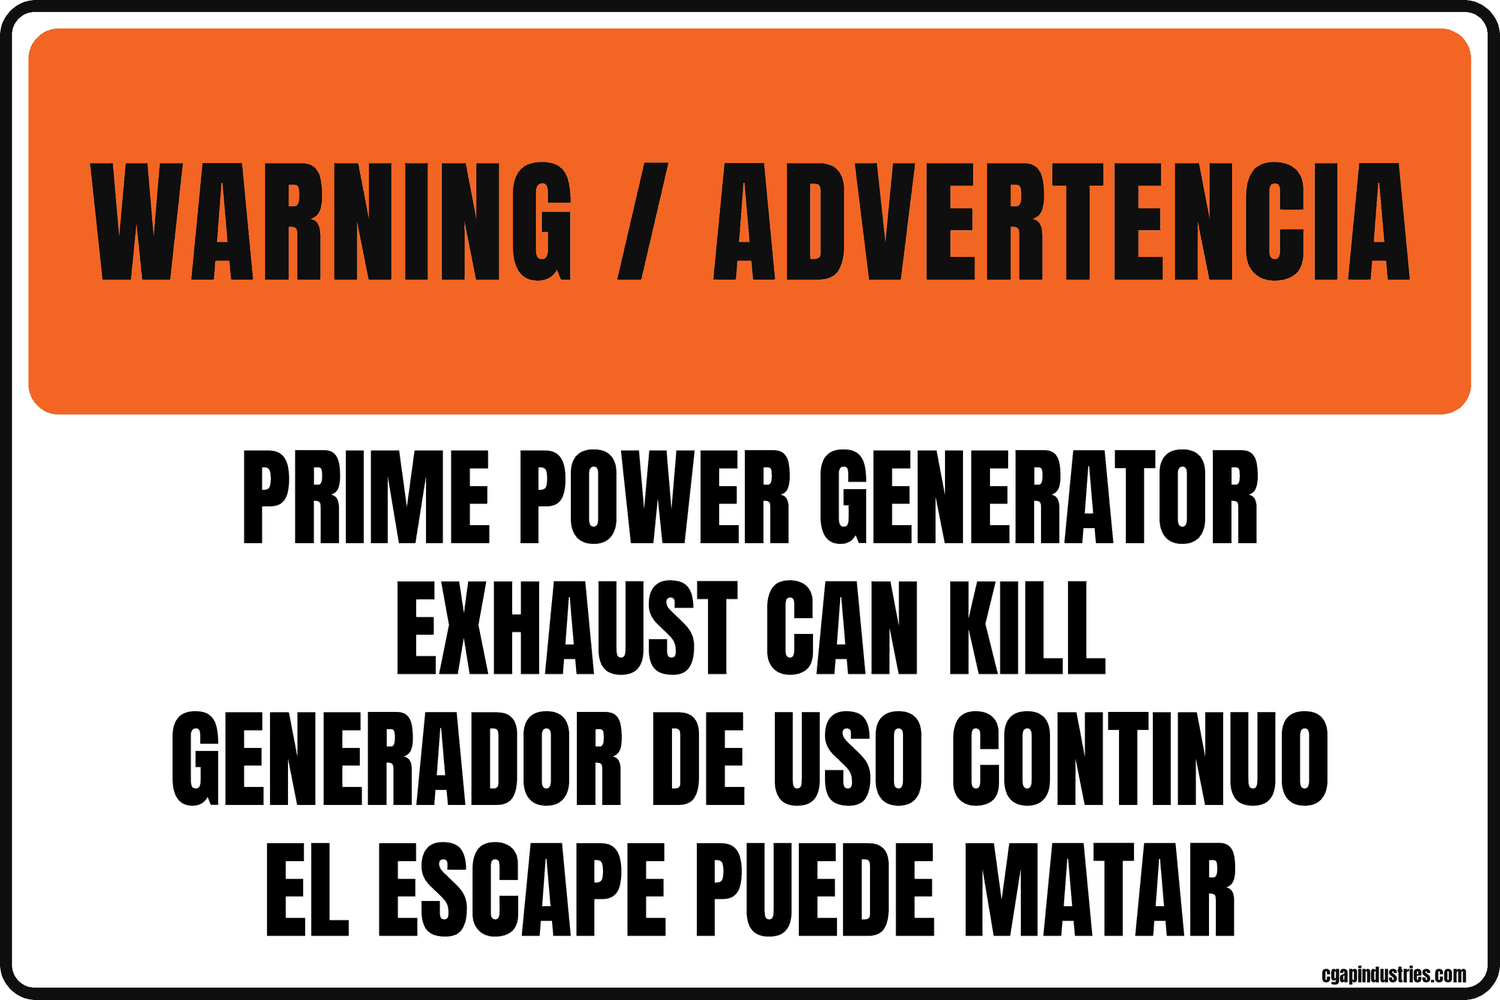 WARNING / ADVERTENCIA
PRIME POWER GENERATOR
EXHAUST CAN KILL
GENERADOR DE USO CONTINUO
EL ESCAPE PUEDE MATAR
cgapindustries.com